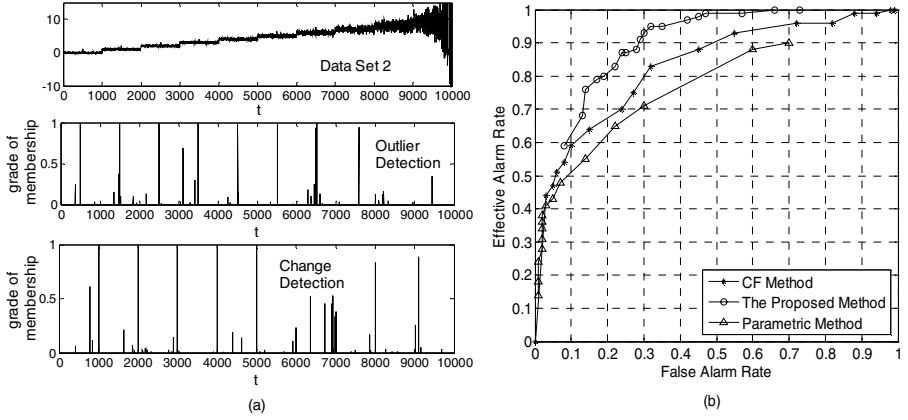 10
0
-10
0 1000 2000 3000 4000 5000 6000 7000 8000 9000 10000
Data Set 2
t
grade of
membership
1
0.5
0
0 1000 2000 3000 4000 5000 6000 7000 8000 9000 10000
Outlier
Detection
t
grade of
membership
1
0.5
0
0 1000 2000 3000 4000 5000 6000 7000 8000 9000 10000
Change
Detection
t
(a)
Effective Alarm Rate
1
0.9
0.8
0.7
0.6
0.5
0.4
0.3
0.2
0.1
0
0 0.1 0.2 0.3 0.4 0.5 0.6 0.7 0.8 0.9 1
CF Method
The Proposed Method
Parametric Method
False Alarm Rate
(b)